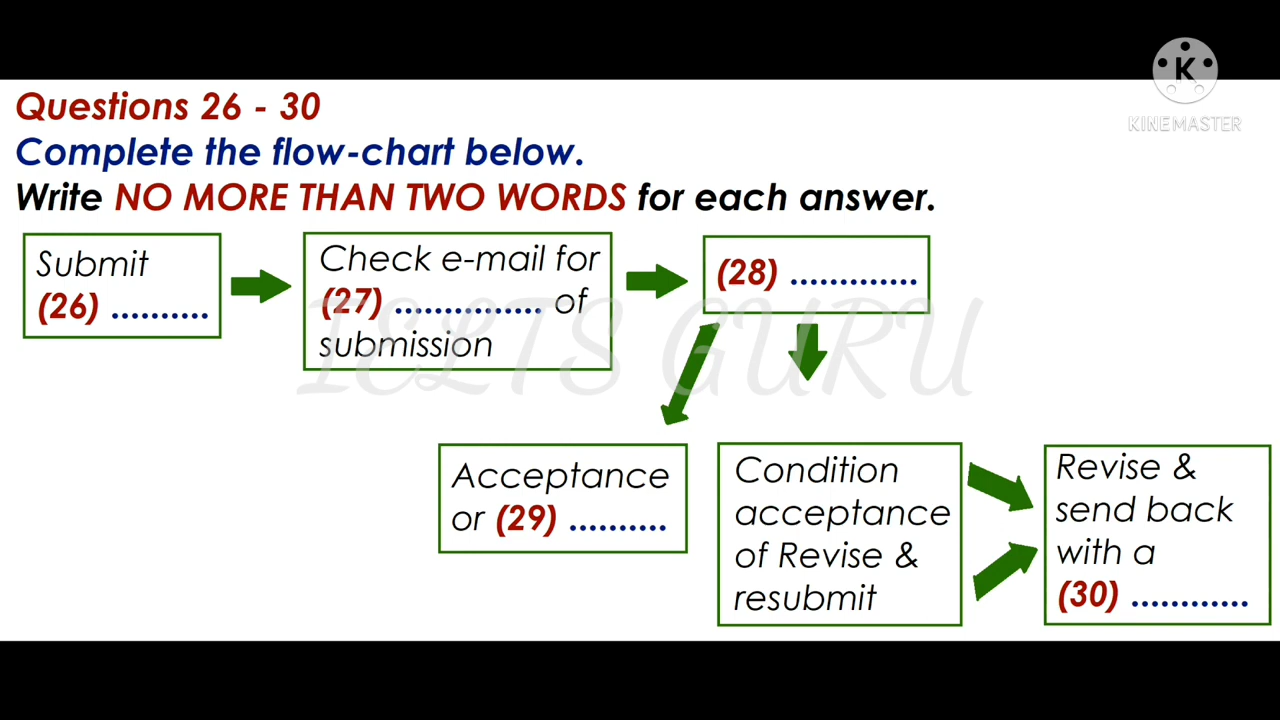 K
KINEMASTER
Questions 26 - 30
Complete the flow-chart below.
Write NO MORE THAN TWO WORDS for each answer.
Submit
(26) ..........
Check e-mail for
(27) ............... of
submission
(28) .............
IELTS GURU
Acceptance
or (29) ..........
Condition
acceptance
of Revise &
resubmit
Revise &
send back
with a
(30) ............